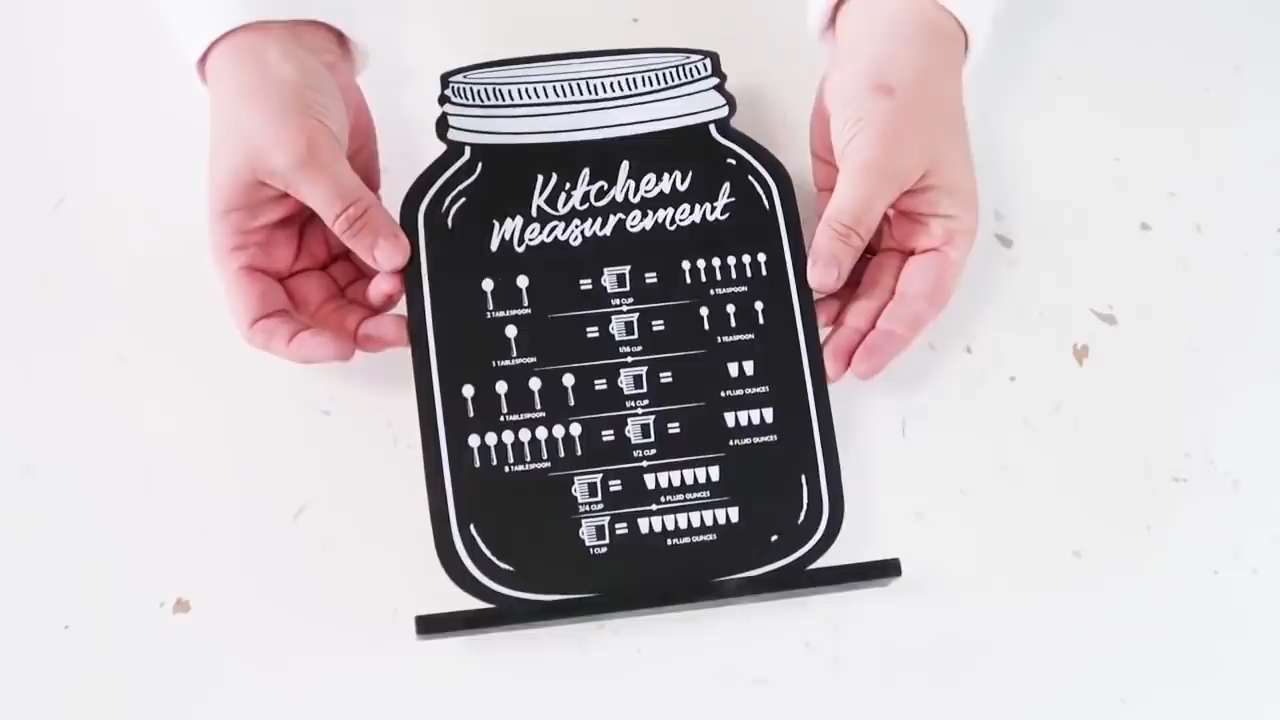 Kitchen
Measurement
2 TABLESPOON = 1/8 CUP = 6 TEASPOON
1 TABLESPOON = 1/16 CUP = 3 TEASPOON
4 TABLESPOON = 1/4 CUP = 6 FLUID OUNCES
8 TABLESPOON = 1/2 CUP = 4 FLUID OUNCES
3/4 CUP = 6 FLUID OUNCES
1 CUP = 8 FLUID OUNCES